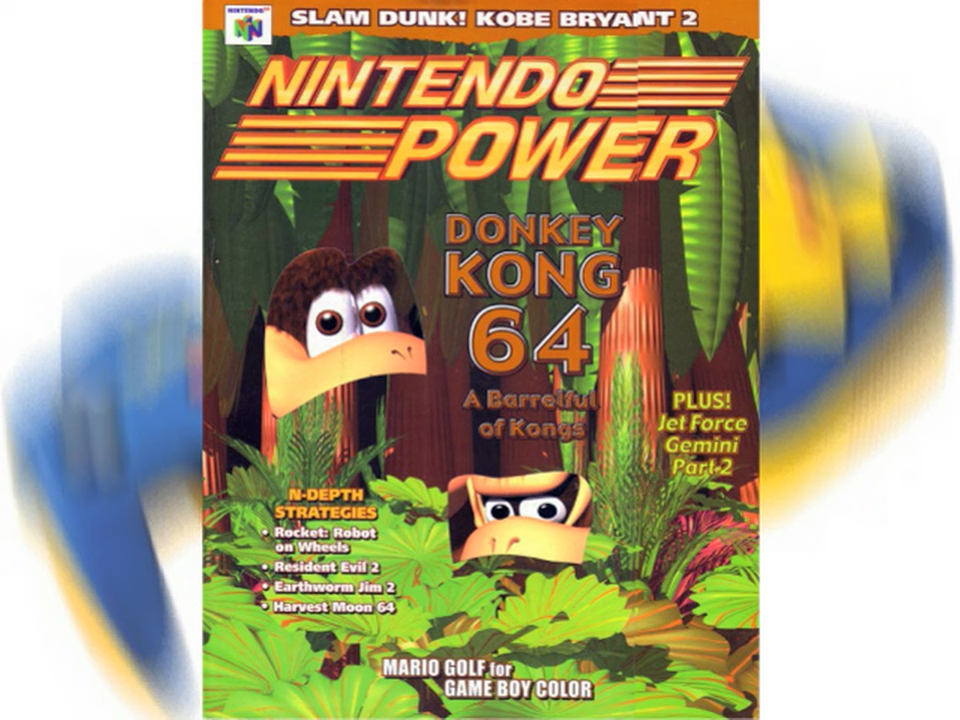 NINTENDO64
SLAM DUNK! KOBE BRYANT 2
NINTENDO
POWER
DONKEY
KONG
64
A Barrelful
of Kongs
PLUS!
Jet Force
Gemini
Part 2
N-DEPTH
STRATEGIES
• Rocket: Robot
on Wheels
• Resident Evil 2
• Earthworm Jim 2
• Harvest Moon 64
MARIO GOLF for
GAME BOY COLOR